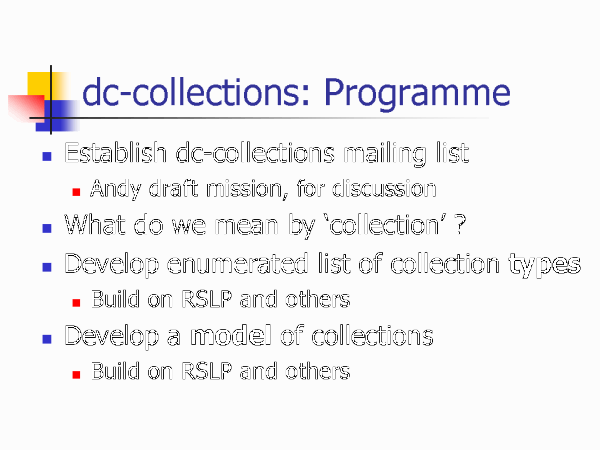 dc-collections: Programme
Establish dc-collections mailing list
Andy draft mission, for discussion
What do we mean by ‘collection’ ?
Develop enumerated list of collection types
Build on RSLP and others
Develop a model of collections
Build on RSLP and others